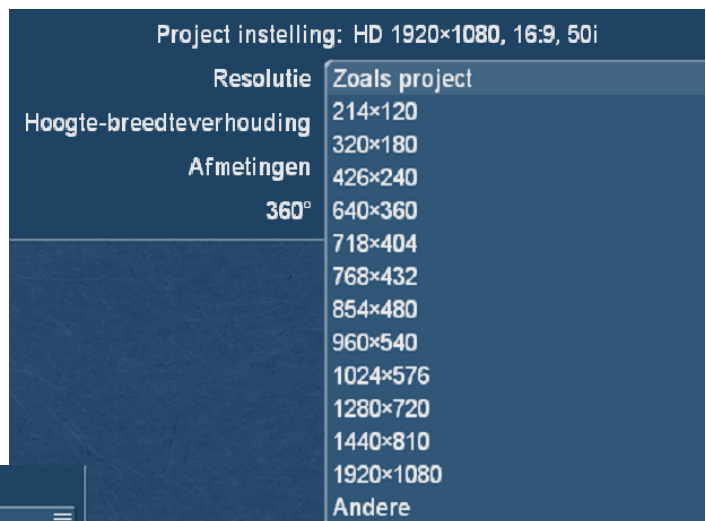 Project instelling: HD 1920×1080, 16:9, 50i
Resolutie
Zoals project
Hoogte-breedteverhouding
214×120
320×180
Afmetingen
426×240
360°
640×360
718×404
768×432
854×480
960×540
1024×576
1280×720
1440×810
1920×1080
Andere